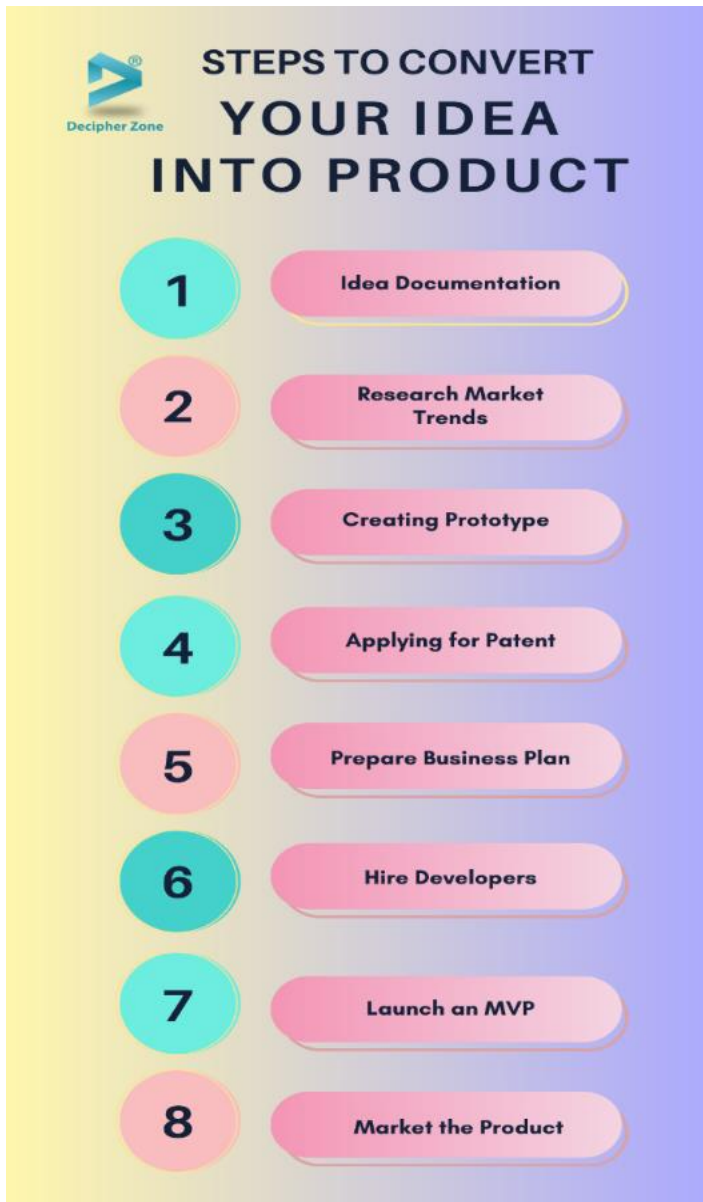 ®
Decipher Zone
STEPS TO CONVERT
YOUR IDEA
INTO PRODUCT
1
Idea Documentation
2
Research Market
Trends
3
Creating Prototype
4
Applying for Patent
5
Prepare Business Plan
6
Hire Developers
7
Launch an MVP
8
Market the Product